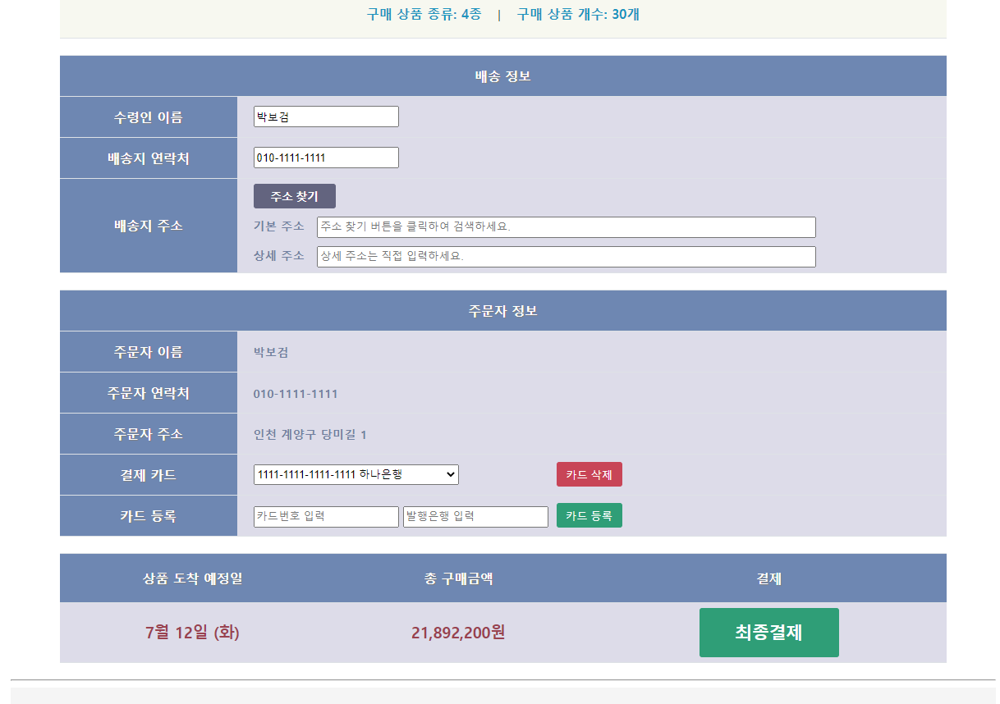 구매 상품 종류: 4종 | 구매 상품 개수: 30개
배송 정보
수령인 이름 박보검
배송지 연락처 010-1111-1111
배송지 주소 주소 찾기
기본 주소 주소 찾기 버튼을 클릭하여 검색하세요.
상세 주소 상세 주소는 직접 입력하세요.
주문자 정보
주문자 이름 박보검
주문자 연락처 010-1111-1111
주문자 주소 인천 계양구 당미길 1
결제 카드 1111-1111-1111-1111 하나은행 카드 삭제
카드 등록 카드번호 입력 발행은행 입력 카드 등록
상품 도착 예정일 총 구매금액 결제
7월 12일 (화) 21,892,200원 최종결제